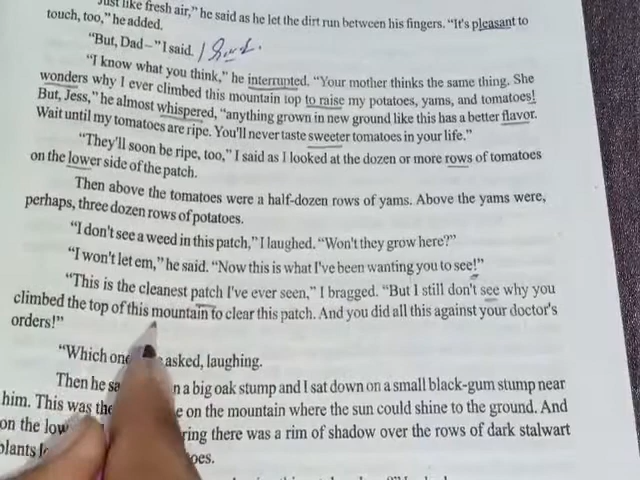 Just like fresh air," he said as he let the dirt run between his fingers. "It's pleasant to
touch, too," he added.
"But, Dad–" I said.
"I know what you think," he interrupted. "Your mother thinks the same thing. She
wonders why I ever climbed this mountain top to raise my potatoes, yams, and tomatoes!
But, Jess," he almost whispered, "anything grown in new ground like this has a better flavor.
Wait until my tomatoes are ripe. You'll never taste sweeter tomatoes in your life."
"They'll soon be ripe, too," I said as I looked at the dozen or more rows of tomatoes
on the lower side of the patch.
Then above the tomatoes were a half-dozen rows of yams. Above the yams were,
perhaps, three dozen rows of potatoes.
"I don't see a weed in this patch," I laughed. "Won't they grow here?"
"I won't let em," he said. "Now this is what I've been wanting you to see!"
"This is the cleanest patch I've ever seen," I bragged. "But I still don't see why you
climbed the top of this mountain to clear this patch. And you did all this against your doctor's
orders!"
"Which one asked, laughing.
Then he sa n a big oak stump and I sat down on a small black-gum stump near
him. This was the e on the mountain where the sun could shine to the ground. And
on the low ring there was a rim of shadow over the rows of dark stalwart
plants oes.